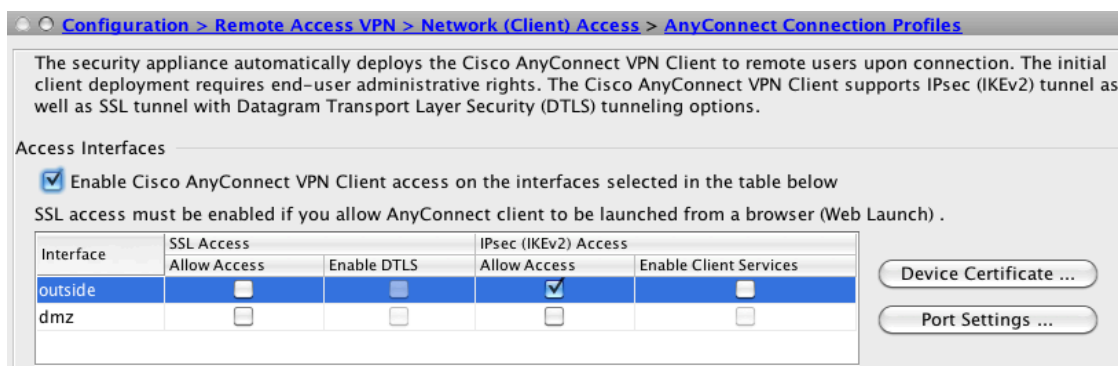 Configuration > Remote Access VPN > Network (Client) Access > AnyConnect Connection Profiles
The security appliance automatically deploys the Cisco AnyConnect VPN Client to remote users upon connection. The initial
client deployment requires end-user administrative rights. The Cisco AnyConnect VPN Client supports IPsec (IKEv2) tunnel as
well as SSL tunnel with Datagram Transport Layer Security (DTLS) tunneling options.
Access Interfaces
Enable Cisco AnyConnect VPN Client access on the interfaces selected in the table below
SSL access must be enabled if you allow AnyConnect client to be launched from a browser (Web Launch) .
Interface SSL Access IPsec (IKEv2) Access
Allow Access Enable DTLS Allow Access Enable Client Services
outside
dmz
Device Certificate ...
Port Settings ...